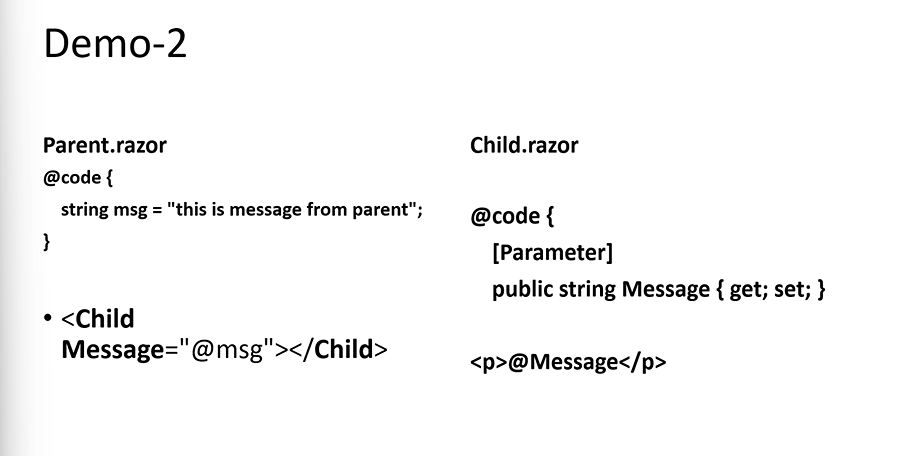 Demo-2
Parent.razor
@code {
string msg = "this is message from parent";
}
• <Child
Message="@msg"></Child>
Child.razor
@code {
[Parameter]
public string Message { get; set; }
<p>@Message</p>